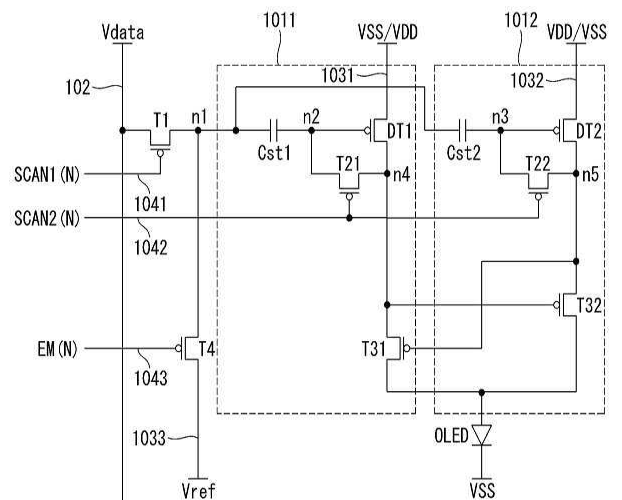 1011
1012
Vdata
VSS/VDD
VDD/VSS
102
1031
1032
T1
n1
n2
DT1
n3
DT2
Cst1
Cst2
SCAN1(N)
T21
n4
T22
n5
1041
SCAN2(N)
1042
T32
EM(N)
T4
T31
1043
1033
OLED
Vref
VSS